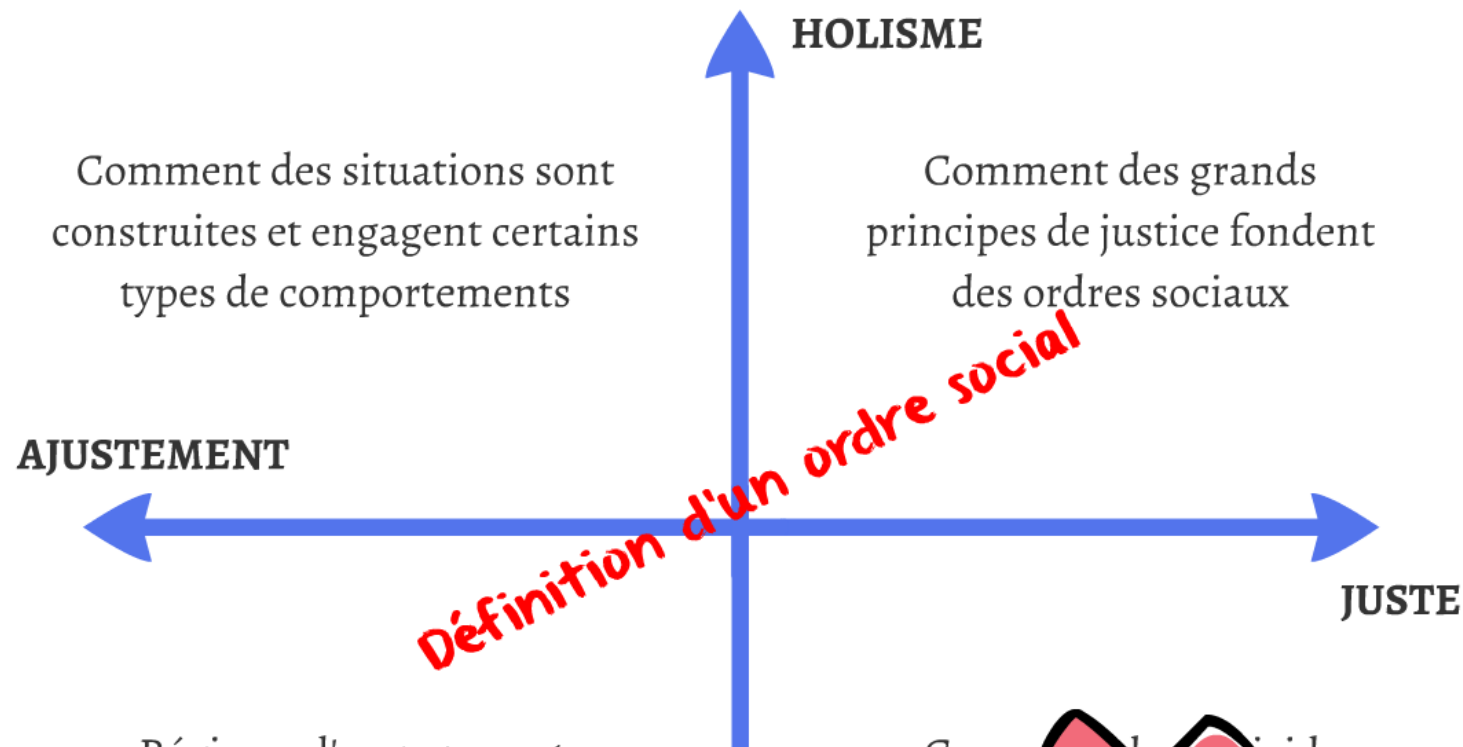 HOLISME
Comment des situations sont
construites et engagent certains
types de comportements
Comment des grands
principes de justice fondent
des ordres sociaux
Définition d'un ordre social
AJUSTEMENT
JUSTE